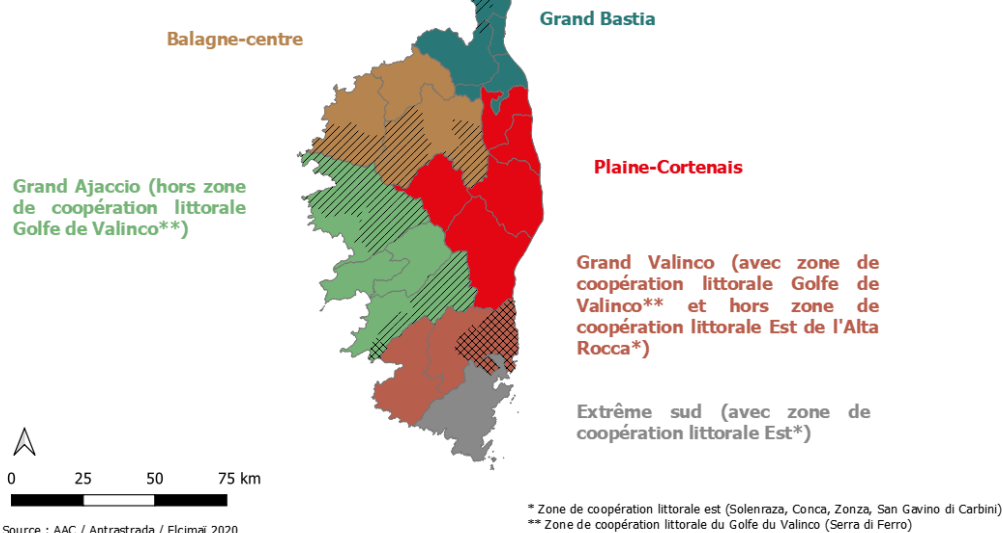 Grand Bastia
Balagne-centre
Plaine-Cortenais
Grand Ajaccio (hors zone
de coopération littorale
Golfe de Valinco**)
Grand Valinco (avec zone de
coopération littorale Golfe de
Valinco** et hors zone de
coopération littorale Est de l'Alta
Rocca*)
Extrême sud (avec zone de
coopération littorale Est*)
0 25 50 75 km
* Zone de coopération littorale est (Solenraza, Conca, Zonza, San Gavino di Carbini)
** Zone de coopération littorale du Golfe du Valinco (Serra di Ferro)
Source : AAC / Antrastrada / Elcimaï 2020